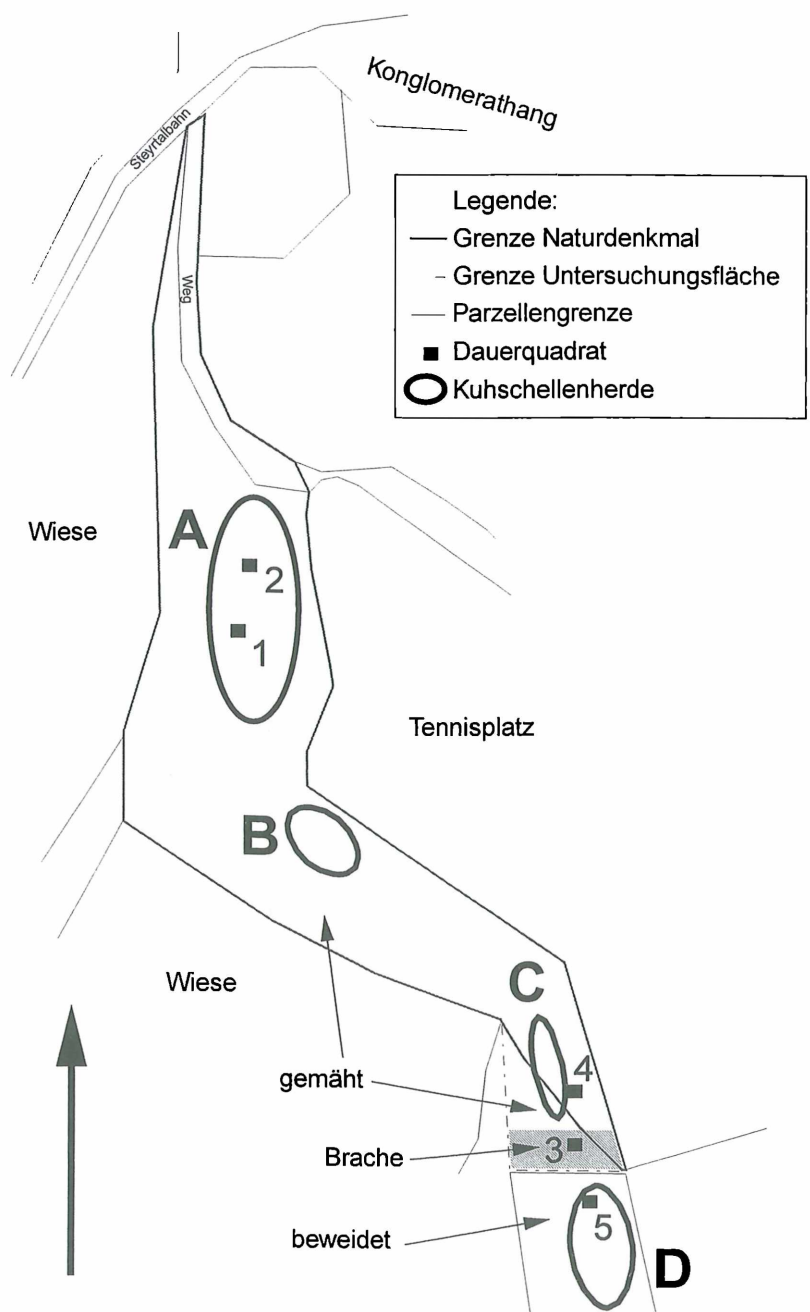 Konglomerathang
Steyrtalbahn
Legende:
Grenze Naturdenkmal
Grenze Untersuchungsfläche
Parzellengrenze
Dauerquadrat
Kuhschellenherde
Weg
Wiese
A
2
1
Tennisplatz
B
Wiese
C
gemäht
4
Brache
3
beweidet
5
D